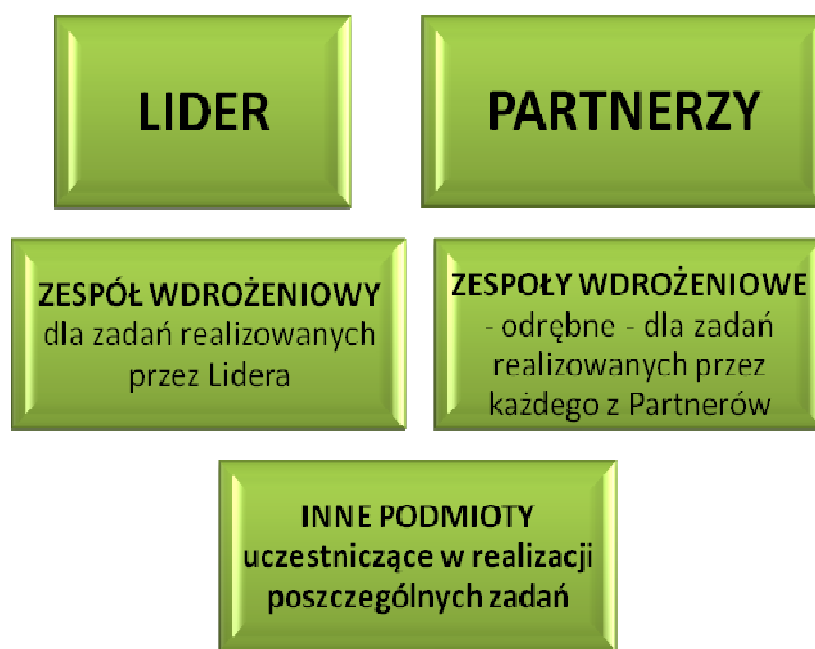 LIDER
PARTNERZY
ZESPÓŁ WDROŻENIOWY
dla zadań realizowanych
przez Lidera
ZESPOŁY WDROŻENIOWE
- odrębne - dla zadań
realizowanych przez
każdego z Partnerów
INNE PODMIOTY
uczestniczące w realizacji
poszczególnych zadań